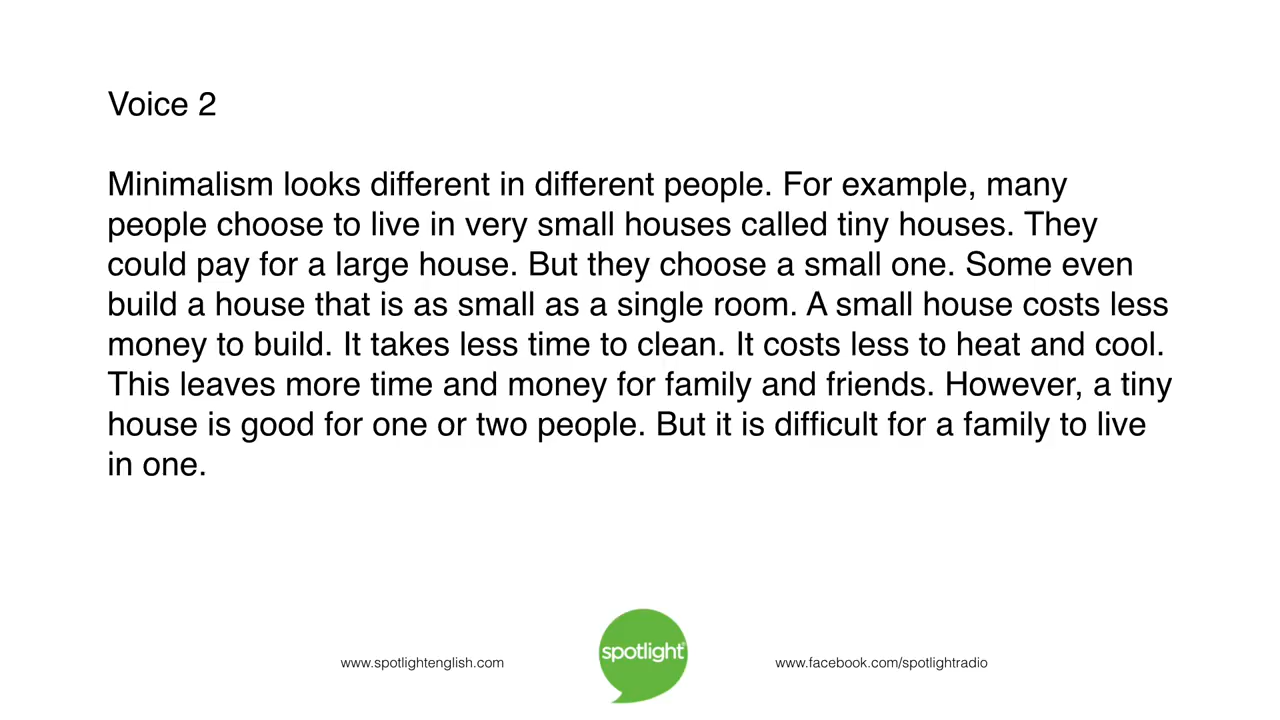 Voice 2
Minimalism looks different in different people. For example, many
people choose to live in very small houses called tiny houses. They
could pay for a large house. But they choose a small one. Some even
build a house that is as small as a single room. A small house costs less
money to build. It takes less time to clean. It costs less to heat and cool.
This leaves more time and money for family and friends. However, a tiny
house is good for one or two people. But it is difficult for a family to live
in one.
www.spotlightenglish.com
spotlight®
www.facebook.com/spotlightradio